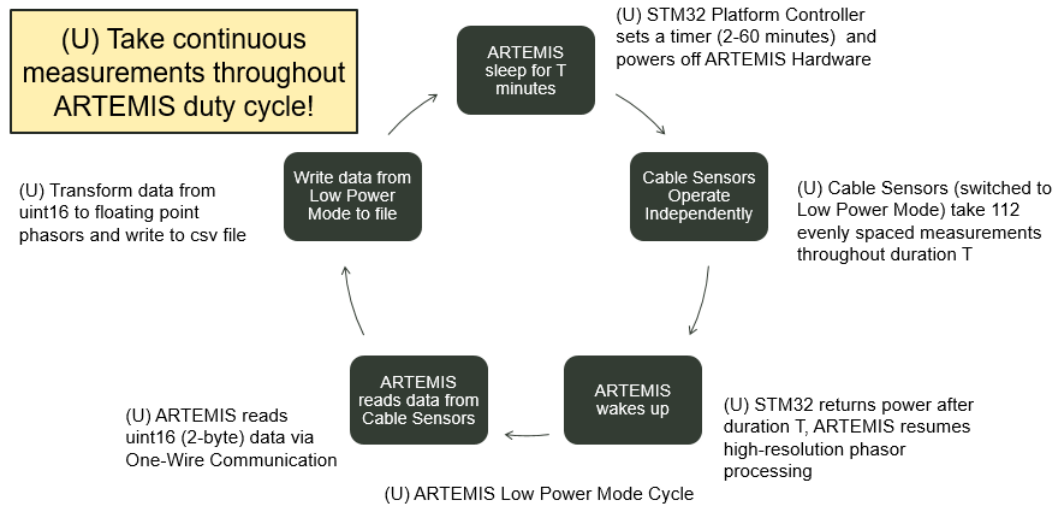 (U) Take continuous
measurements throughout
ARTEMIS duty cycle!
ARTEMIS
sleep for T
minutes
(U) STM32 Platform Controller
sets a timer (2-60 minutes) and
powers off ARTEMIS Hardware
Cable Sensors
Operate
Independently
(U) Cable Sensors (switched to
Low Power Mode) take 112
evenly spaced measurements
throughout duration T
ARTEMIS
wakes up
(U) STM32 returns power after
duration T, ARTEMIS resumes
high-resolution phasor
processing
ARTEMIS
reads data from
Cable Sensors
(U) ARTEMIS reads
uint16 (2-byte) data via
One-Wire Communication
Write data from
Low Power
Mode to file
(U) Transform data from
uint16 to floating point
phasors and write to csv file
(U) ARTEMIS Low Power Mode Cycle